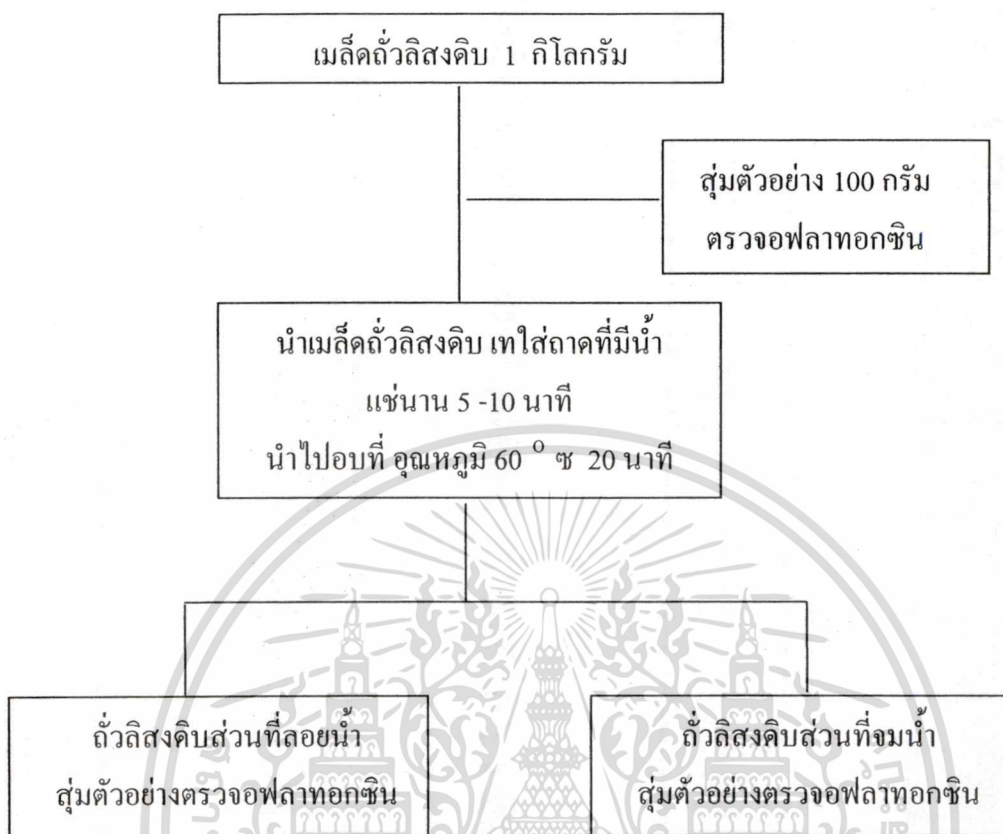 เมล็ดถั่วลิสงดิบ 1 กิโลกรัม
สุ่มตัวอย่าง 100 กรัม
ตรวจอฟลาทอกซิน
นำเมล็ดถั่วลิสงดิบ เทใส่ถาดที่มีน้ำ
แช่นาน 5 -10 นาที
นำไปอบที่ อุณหภูมิ 60 ° ซ 20 นาที
ถั่วลิสงดิบส่วนที่ลอยน้ำ
สุ่มตัวอย่างตรวจอฟลาทอกซิน
ถั่วลิสงดิบส่วนที่จมน้ำ
สุ่มตัวอย่างตรวจอฟลาทอกซิน